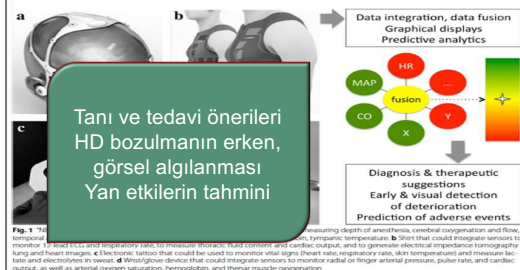 a
b
Data integration, data fusion
Graphical displays
Predictive analytics
HR
MAP
...
fusion
CO
Y
X
c
Tanı ve tedavi önerileri
HD bozulmanın erken,
görsel algılanması
Yan etkilerin tahmini
Diagnosis & therapeutic
suggestions
Early & visual detection
of deterioration
Prediction of adverse events
Fig. 1 measuring depth of anesthesia, cerebral oxygenation and flow,
temporal tympanic temperature. b Shirt that could integrate sensors to
monitor 12-lead ECG and respiratory rate, to measure thoracic fluid content and cardiac output, and to generate electrical impedance tomography
lung and heart images. c Electronic tattoo that could be used to monitor vital signs (heart rate, respiratory rate, skin temperature) and measure lac-
tate and electrolytes in sweat. d Wrist/glove device that could integrate sensors to monitor radial or finger arterial pressure, pulse rate, and cardiac
output, as well as arterial oxygen saturation, hemoglobin, and thenar muscle oxygenation